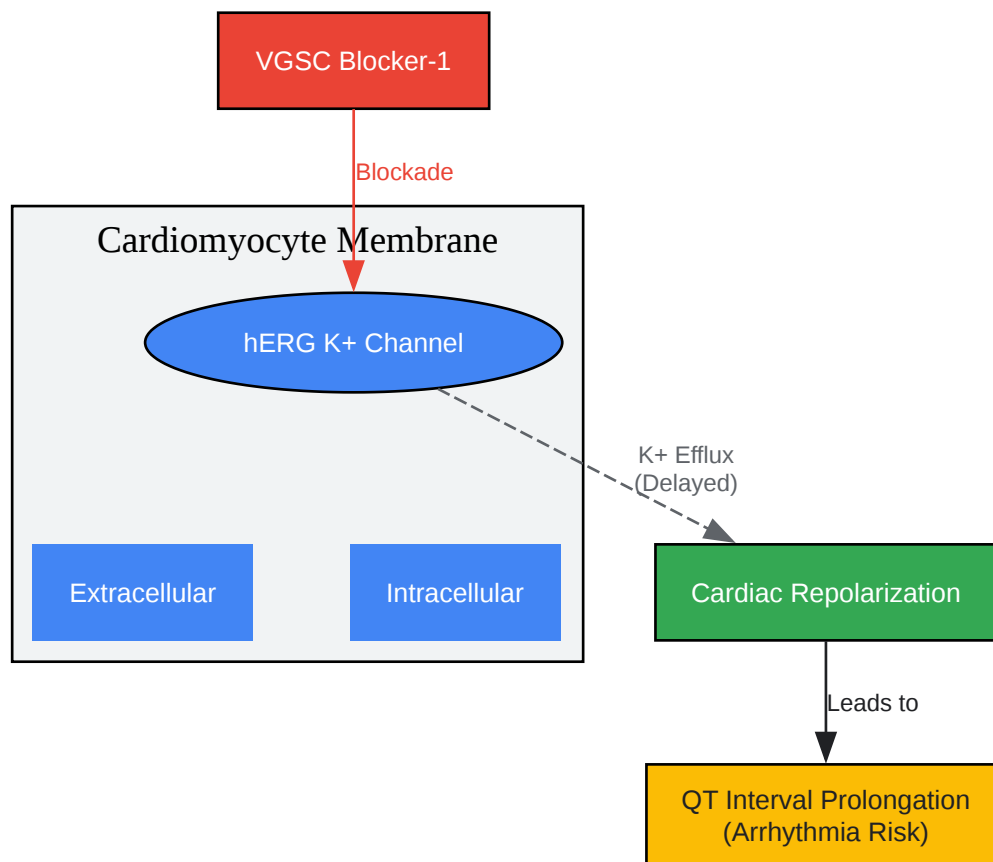 VGSC Blocker-1
Blockade
Cardiomyocyte Membrane
hERG K+ Channel
K+ Efflux
(Delayed)
Extracellular
Intracellular
Cardiac Repolarization
Leads to
QT Interval Prolongation
(Arrhythmia Risk)